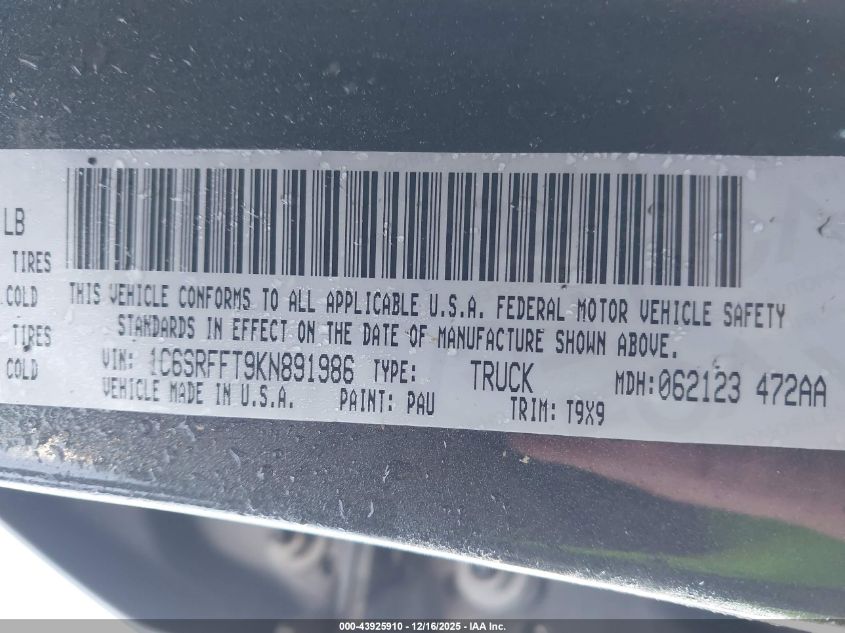 LB
TIRES
COLD
TIRES
COLD
THIS VEHICLE CONFORMS TO ALL APPLICABLE U.S.A. FEDERAL MOTOR VEHICLE SAFETY
STANDARDS IN EFFECT ON THE DATE OF MANUFACTURE SHOWN ABOVE.
VIN: 1C6SRFFT9KN891986 TYPE: TRUCK MDH:062123 472AA
VEHICLE MADE IN U.S.A. PAINT: PAU TRIM: T9X9
000-43925910 - 12/16/2025 - IAA Inc.